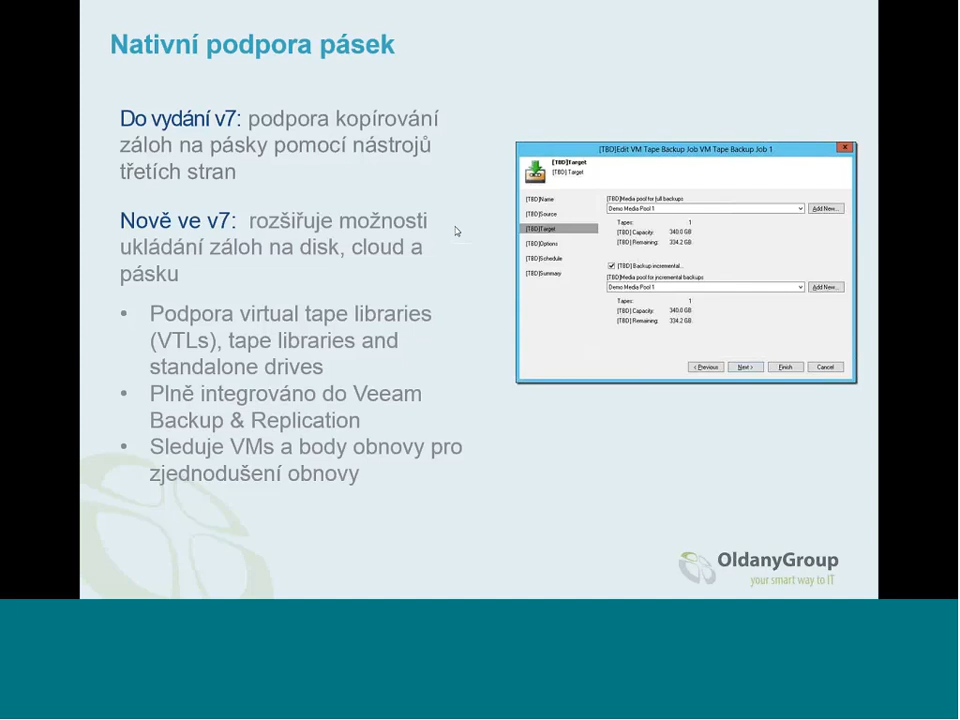 Nativní podpora pásek
Do vydání v7: podpora kopírování
záloh na pásky pomocí nástrojů
třetích stran
Nově ve v7: rozšiřuje možnosti
ukládání záloh na disk, cloud a
pásku
• Podpora virtual tape libraries
(VTLs), tape libraries and
standalone drives
• Plně integrováno do Veeam
Backup & Replication
• Sleduje VMs a body obnovy pro
zjednodušení obnovy
[TBD]Edit VM Tape Backup Job VM Tape Backup Job 1
x
[TBD]Target
[TBD] Target
[TBD]Name
[TBD]Source
[TBD]Target
[TBD]Options
[TBD]Schedule
[TBD]Summary
[TBD]Media pool for full backups
Demo Media Pool 1
Add New...
Tapes: 1
[TBD] Capacity: 340.0 GB
[TBD] Remaining: 334.2 GB
[TBD] Backup incremental...
[TBD]Media pool for incremental backups
Demo Media Pool 1
Add New...
Tapes: 1
[TBD] Capacity: 340.0 GB
[TBD] Remaining: 334.2 GB
< Previous Next > Finish Cancel
OldanyGroup
your smart way to IT